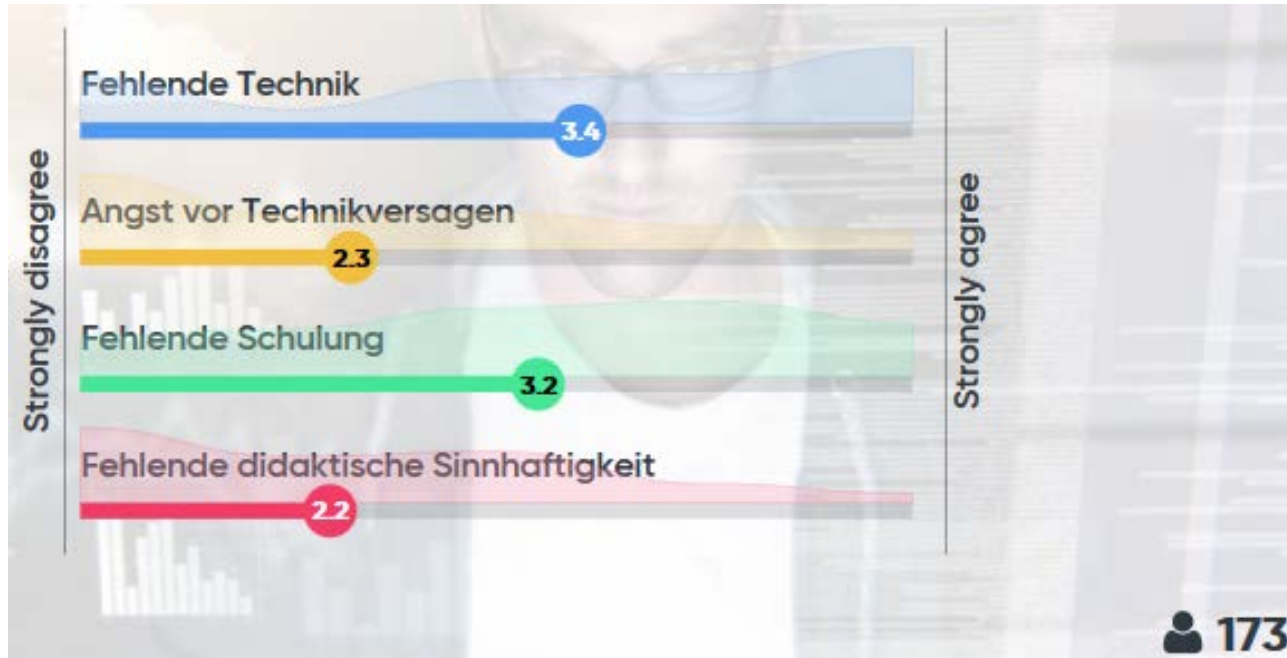 Strongly disagree
Fehlende Technik
3.4
Angst vor Technikversagen
2.3
Fehlende Schulung
3.2
Fehlende didaktische Sinnhaftigkeit
2.2
Strongly agree
173